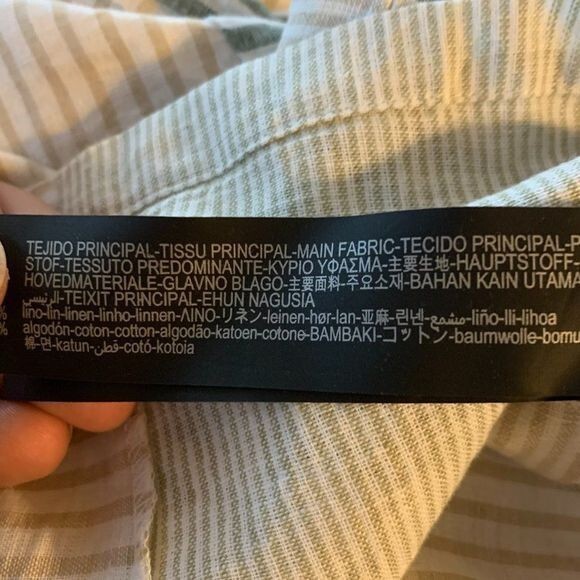 TEJIDO PRINCIPAL-TISSU PRINCIPAL-MAIN FABRIC-TECIDO PRINCIPAL-P
STOF-TESSUTO PREDOMINANTE-ΚΥΡΙΟ ΥΦΑΣΜΑ-主要生地-HAUPTSTOFF-
HOVEDMATERIALE-GLAVNO BLAGO-主要面料-주요소재-BAHAN KAIN UTAMA
الرئيسي-TEIXIT PRINCIPAL-EHUN NAGUSIA
% lino-lin-linen-linho-linnen-ΛΙΝΟ-リネン-leinen-hør-lan-亚麻-린넨-مشمع-liño-lli-lihoa
% algodón-coton-cotton-algodão-katoen-cotone-BAMBAKI-コットン-baumwolle-bomu
棉-면-katun-قطن-cotó-kotoia